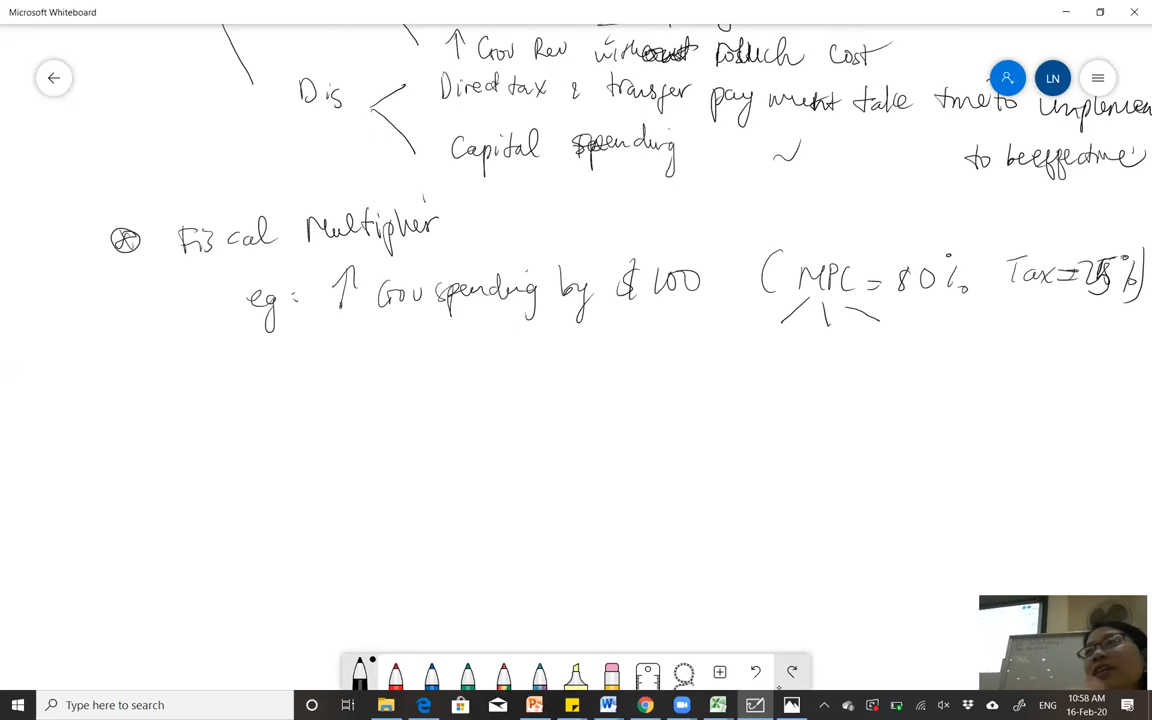 Microsoft Whiteboard
↑ Gov Rev without much cost
LN
Dis
Direct tax & transfer pay ment take time to implemen
Capital spending ~ to be effective
⊛ Fiscal Multiplier
eg: ↑ Gov spending by $100 (MPC = 80% Tax = 25%)
Type here to search
ENG
10:58 AM
16-Feb-20